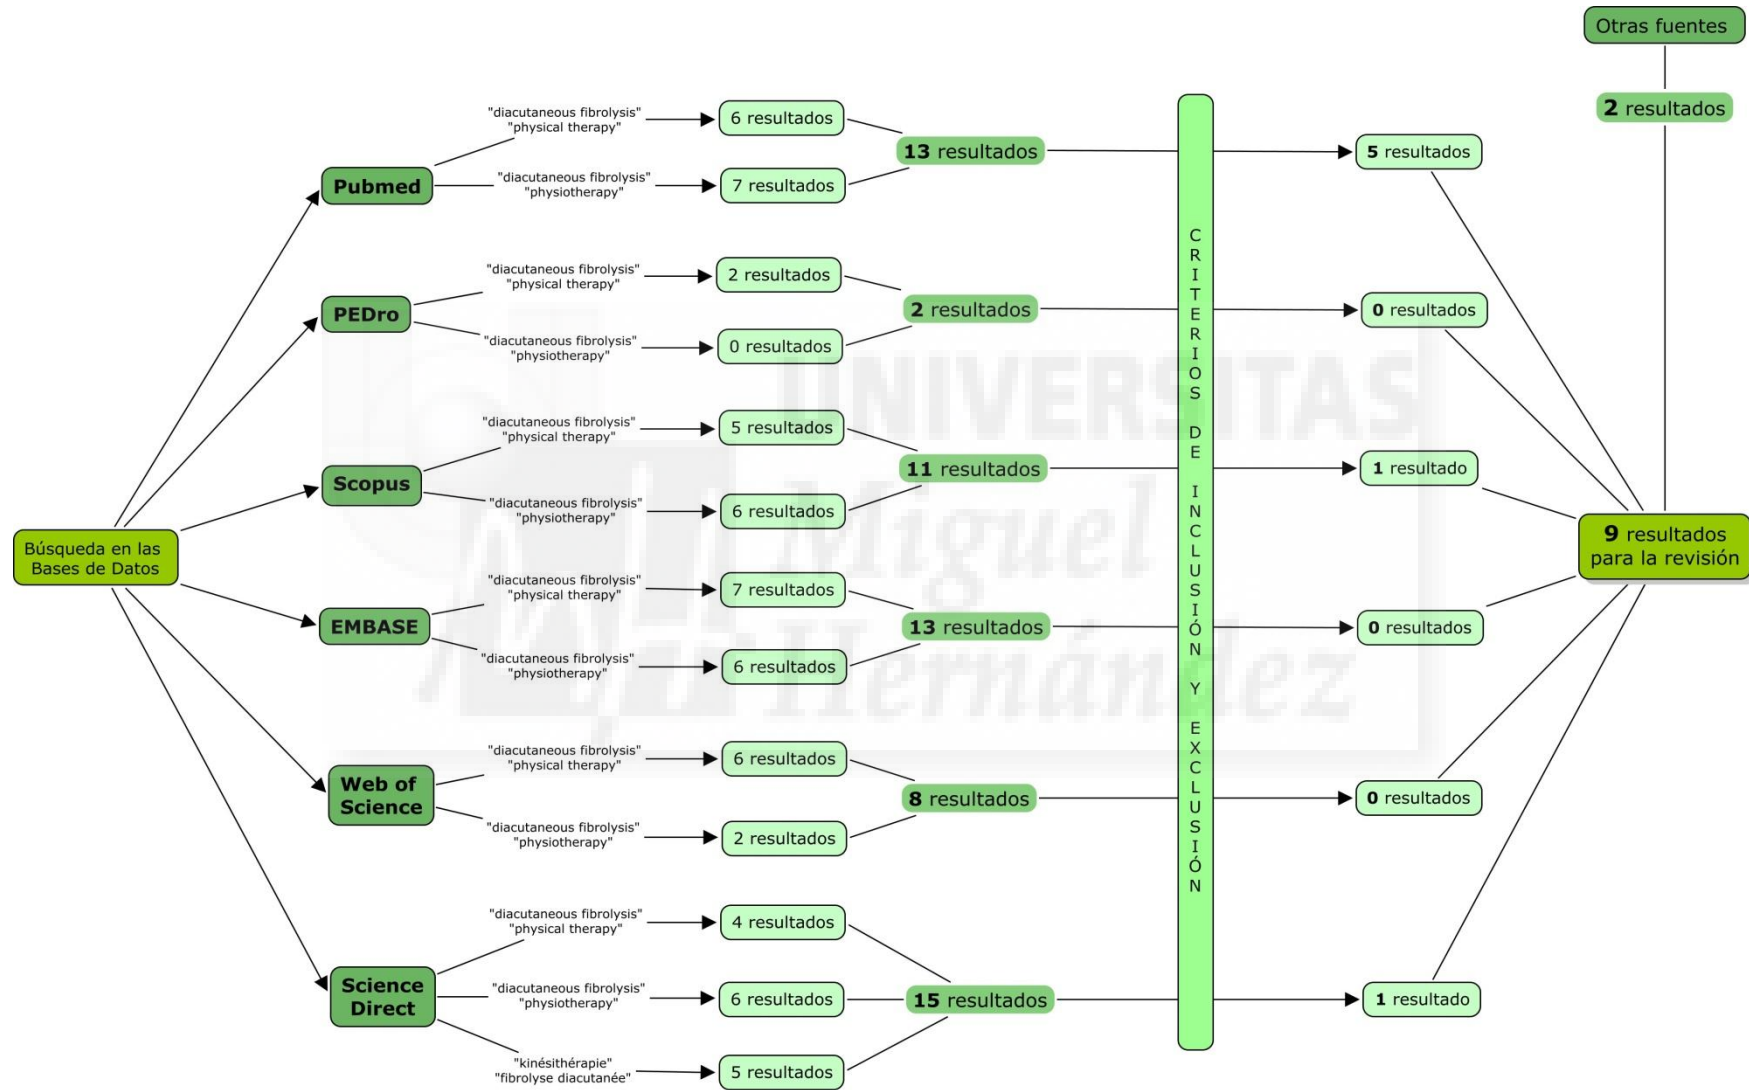 Otras fuentes
2 resultados
"diacutaneous fibrolysis"
"physical therapy"
6 resultados
13 resultados
5 resultados
Pubmed
"diacutaneous fibrolysis"
"physiotherapy"
7 resultados
"diacutaneous fibrolysis"
"physical therapy"
2 resultados
PEDro
2 resultados
0 resultados
"diacutaneous fibrolysis"
"physiotherapy"
0 resultados
"diacutaneous fibrolysis"
"physical therapy"
5 resultados
Scopus
11 resultados
1 resultado
"diacutaneous fibrolysis"
"physiotherapy"
6 resultados
Búsqueda en las
Bases de Datos
9 resultados
para la revisión
"diacutaneous fibrolysis"
"physical therapy"
7 resultados
EMBASE
13 resultados
0 resultados
"diacutaneous fibrolysis"
"physiotherapy"
6 resultados
"diacutaneous fibrolysis"
"physical therapy"
6 resultados
Web of
Science
8 resultados
0 resultados
"diacutaneous fibrolysis"
"physiotherapy"
2 resultados
"diacutaneous fibrolysis"
"physical therapy"
4 resultados
Science
Direct
"diacutaneous fibrolysis"
"physiotherapy"
6 resultados
15 resultados
1 resultado
"kinésithérapie"
"fibrolyse diacutanée"
5 resultados
CRITERIOS DE INCLUSIÓN Y EXCLUSIÓN
UNIVERSITAS
Miguel
Hernández